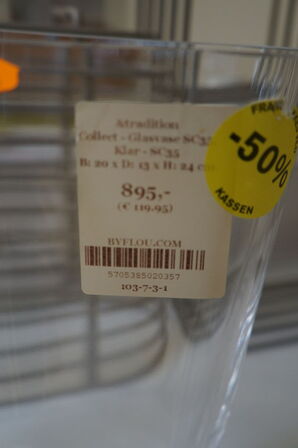 &tradition
Collect - Glasvase SC35
Klar - SC35
B: 20 x D: 13 x H: 24 cm
895,-
(€ 119.95)
BYFLOU.COM
5705385020357
103-7-3-1
-50%
KASSEN